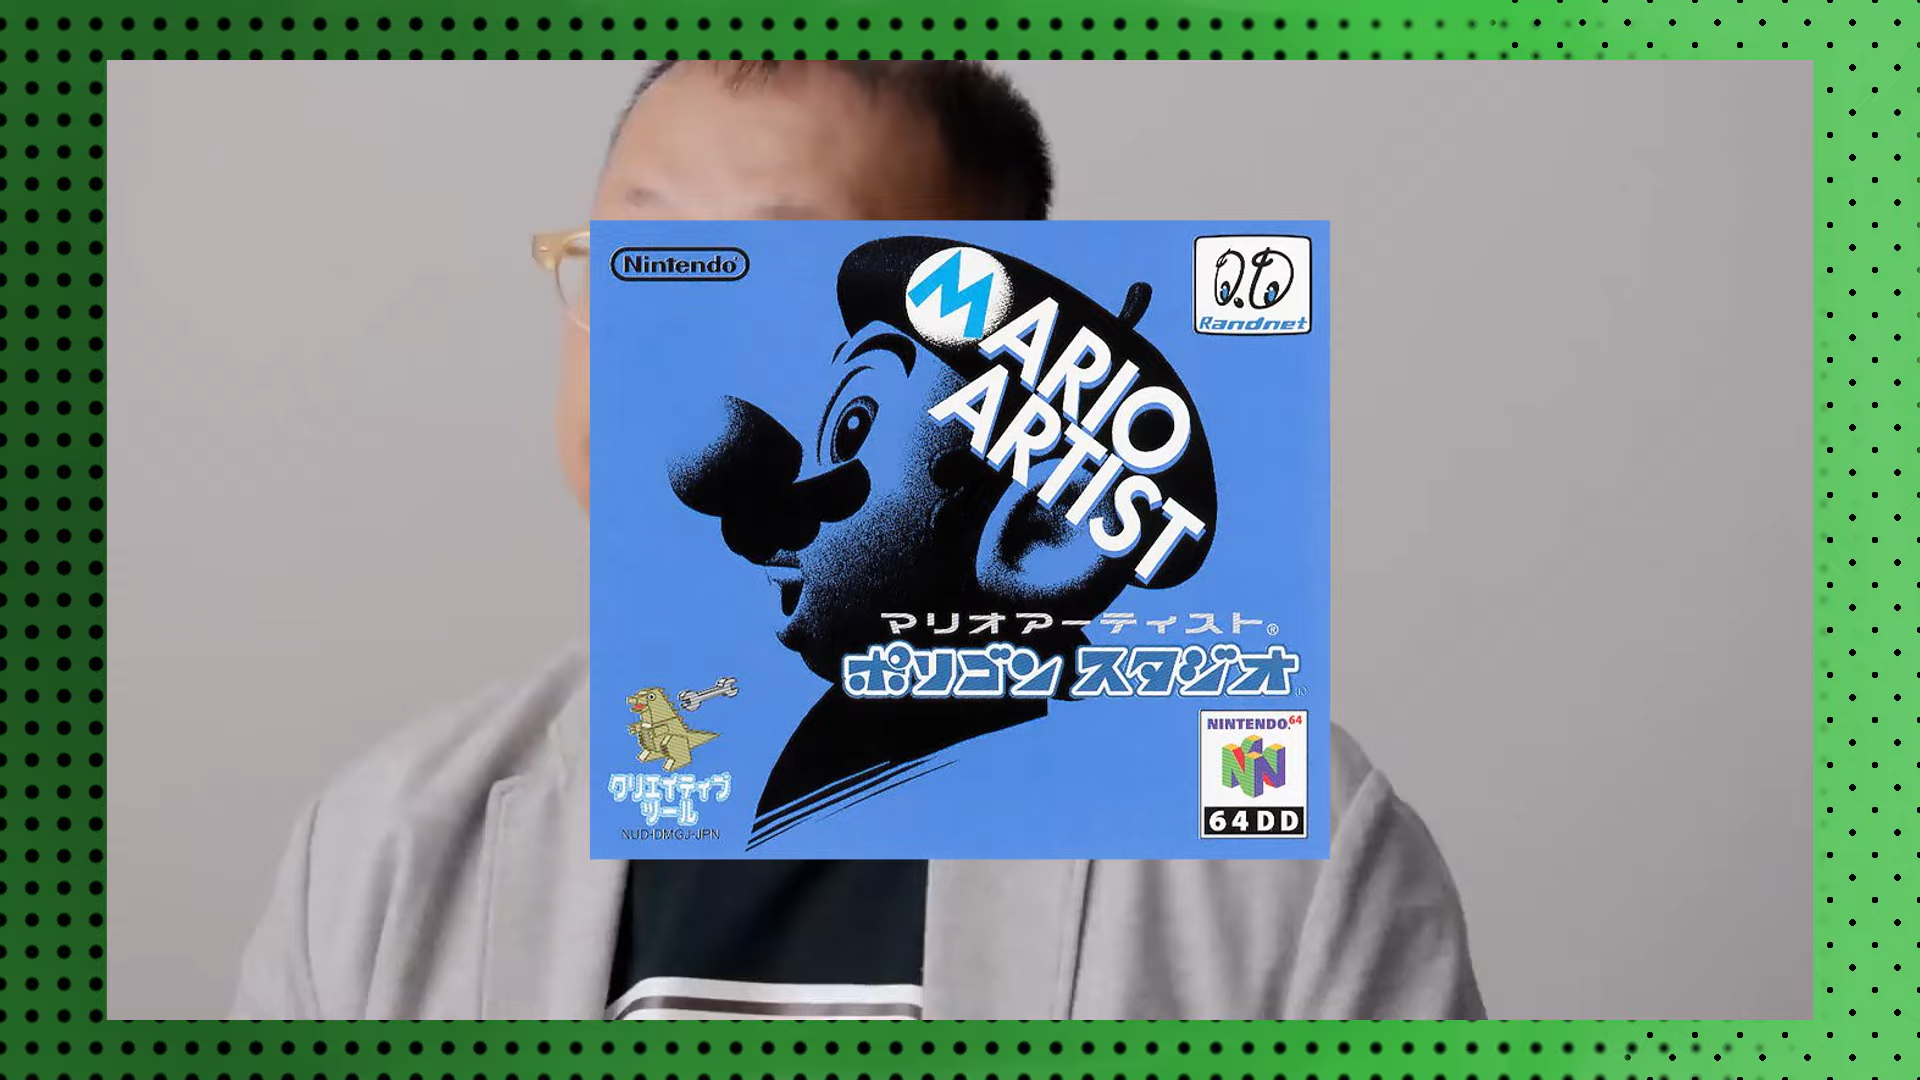 Nintendo
Randnet
MARIO
ARTIST
マリオアーティスト®
ポリゴン スタジオ
クリエイティブ
ツール
NUD-DMGJ-JPN
NINTENDO64
64DD